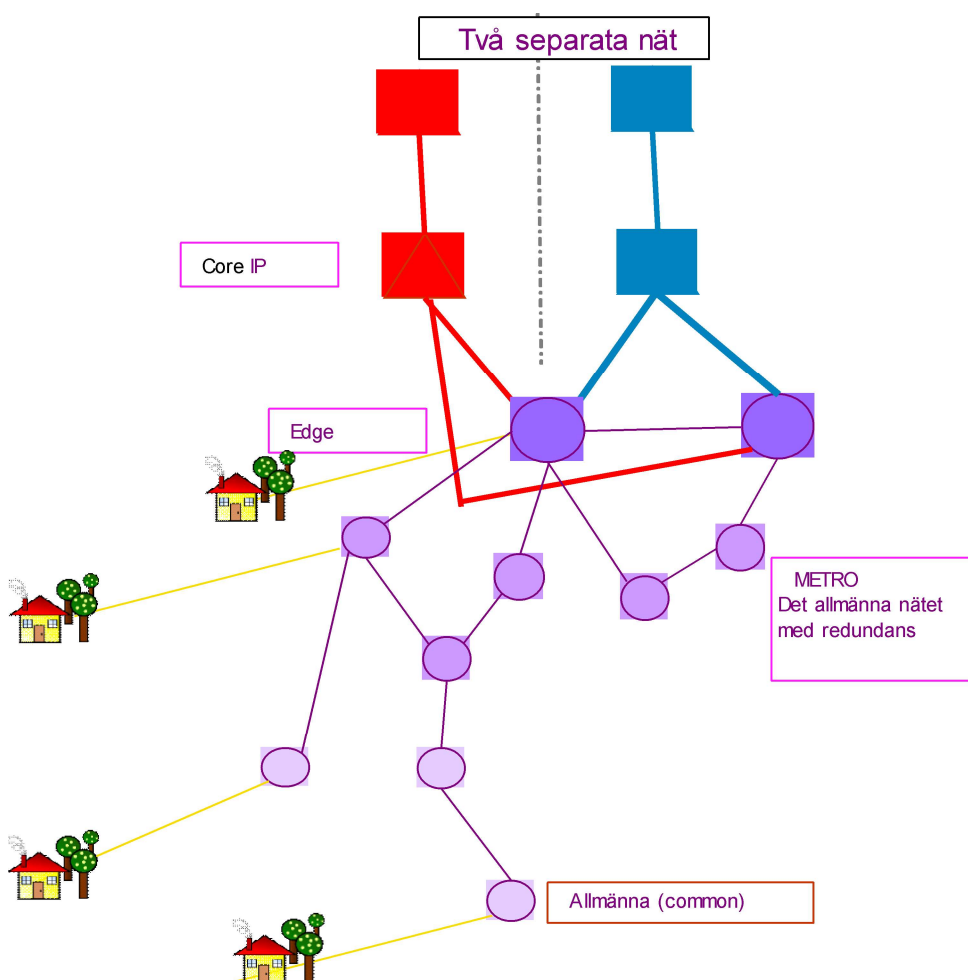 Två separata nät
Core IP
Edge
METRO
Det allmänna nätet
med redundans
Allmänna (common)